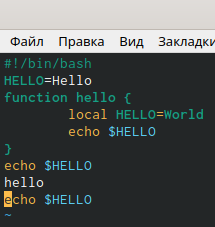 Файл Правка Вид Закладки
#!/bin/bash
HELLO=Hello
function hello {
        local HELLO=World
        echo $HELLO
}
echo $HELLO
hello
echo $HELLO
~